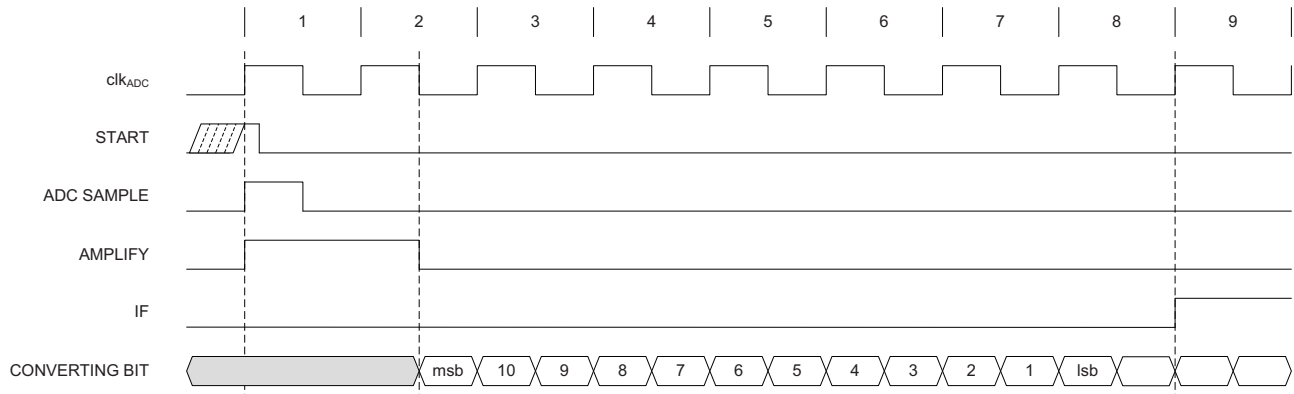 1 2 3 4 5 6 7 8 9
clkADC
START
ADC SAMPLE
AMPLIFY
IF
CONVERTING BIT msb 10 9 8 7 6 5 4 3 2 1 lsb